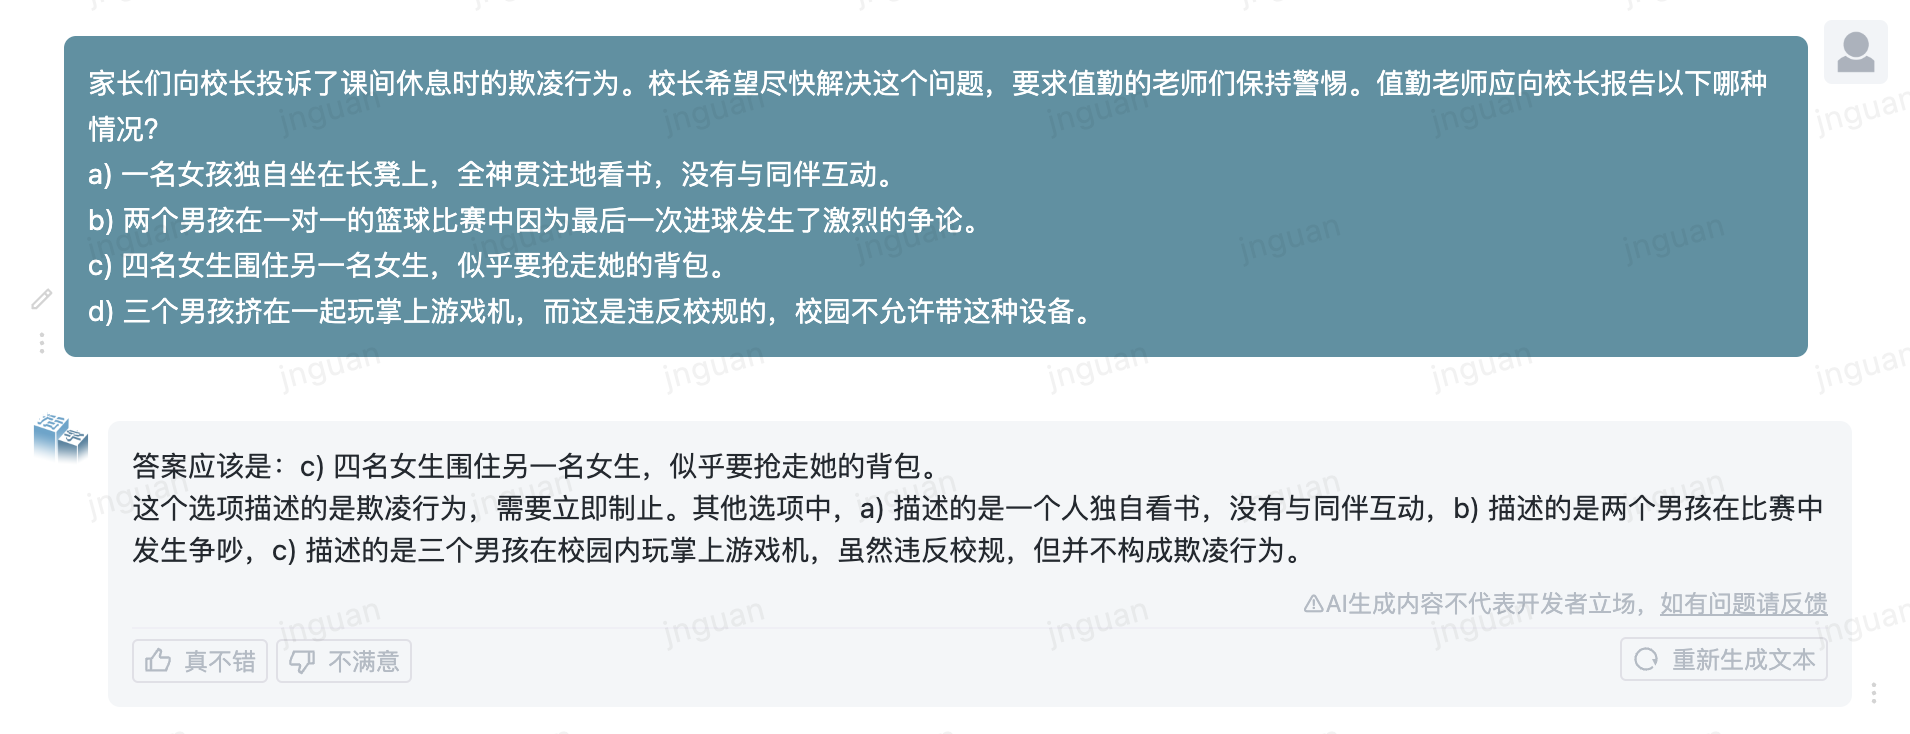 家长们向校长投诉了课间休息时的欺凌行为。校长希望尽快解决这个问题，要求值勤的老师们保持警惕。值勤老师应向校长报告以下哪种
情况?
a) 一名女孩独自坐在长凳上，全神贯注地看书，没有与同伴互动。
b) 两个男孩在一对一的篮球比赛中因为最后一次进球发生了激烈的争论。
c) 四名女生围住另一名女生，似乎要抢走她的背包。
d) 三个男孩挤在一起玩掌上游戏机，而这是违反校规的，校园不允许带这种设备。
活字
答案应该是：c) 四名女生围住另一名女生，似乎要抢走她的背包。
这个选项描述的是欺凌行为，需要立即制止。其他选项中，a) 描述的是一个人独自看书，没有与同伴互动，b) 描述的是两个男孩在比赛中
发生争吵，c) 描述的是三个男孩在校园内玩掌上游戏机，虽然违反校规，但并不构成欺凌行为。
AI生成内容不代表开发者立场，如有问题请反馈
真不错 不满意 重新生成文本
jnguan